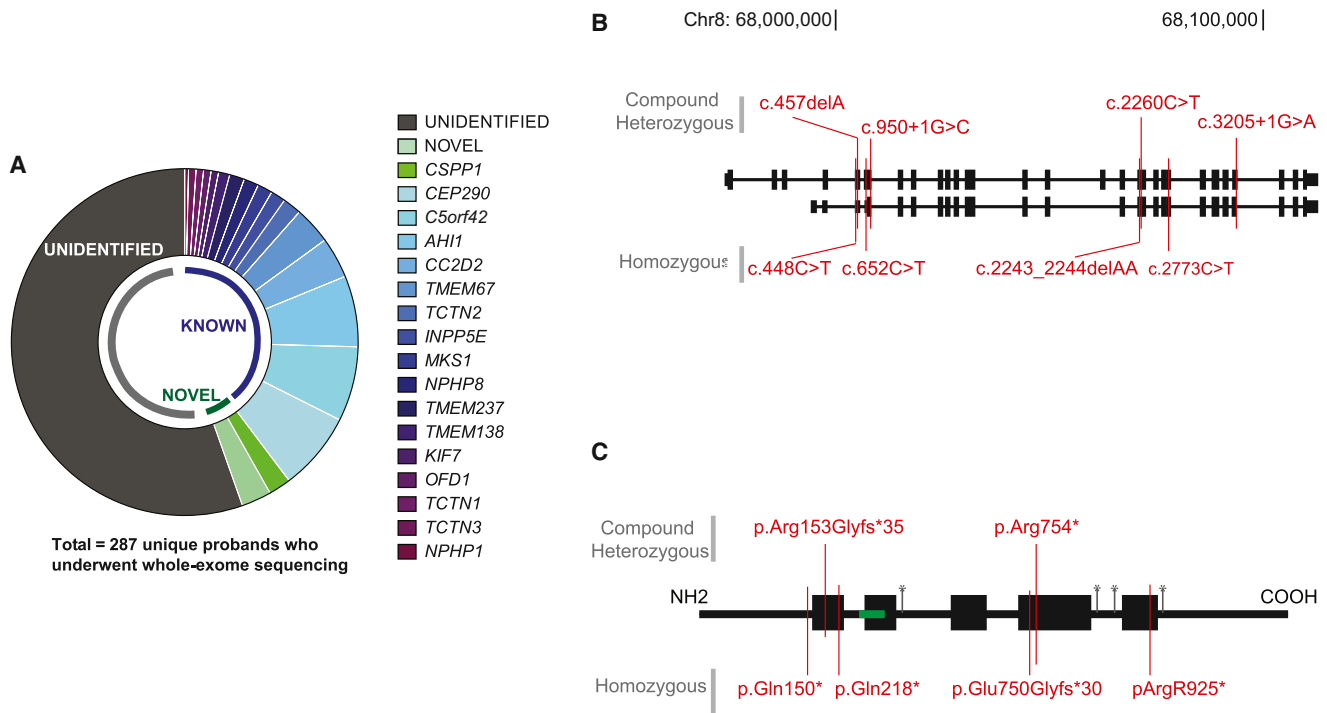 A
UNIDENTIFIED
KNOWN
NOVEL
Total = 287 unique probands who
underwent whole-exome sequencing
UNIDENTIFIED
NOVEL
CSPP1
CEP290
C5orf42
AHI1
CC2D2
TMEM67
TCTN2
INPP5E
MKS1
NPHP8
TMEM237
TMEM138
KIF7
OFD1
TCTN1
TCTN3
NPHP1
B
Chr8: 68,000,000
68,100,000
Compound
Heterozygous
c.457delA
c.950+1G>C
c.2260C>T
c.3205+1G>A
Homozygous
c.448C>T
c.652C>T
c.2243_2244delAA
c.2773C>T
C
Compound
Heterozygous
p.Arg153Glyfs*35
p.Arg754*
NH2
* * * *
COOH
Homozygous
p.Gln150*
p.Gln218*
p.Glu750Glyfs*30
pArgR925*